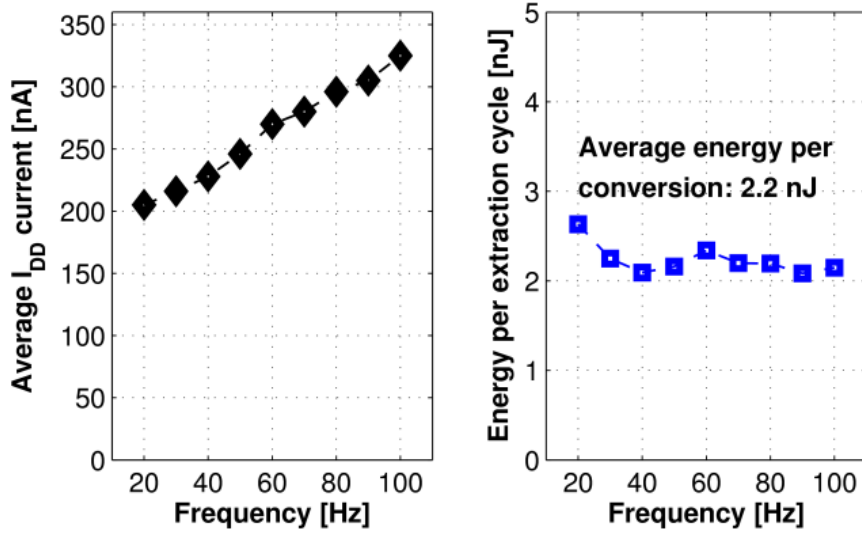 350
300
250
200
150
100
50
0
20 40 60 80 100
Frequency [Hz]
Average I_DD current [nA]
5
4
3
2
1
0
Average energy per
conversion: 2.2 nJ
20 40 60 80 100
Frequency [Hz]
Energy per extraction cycle [nJ]